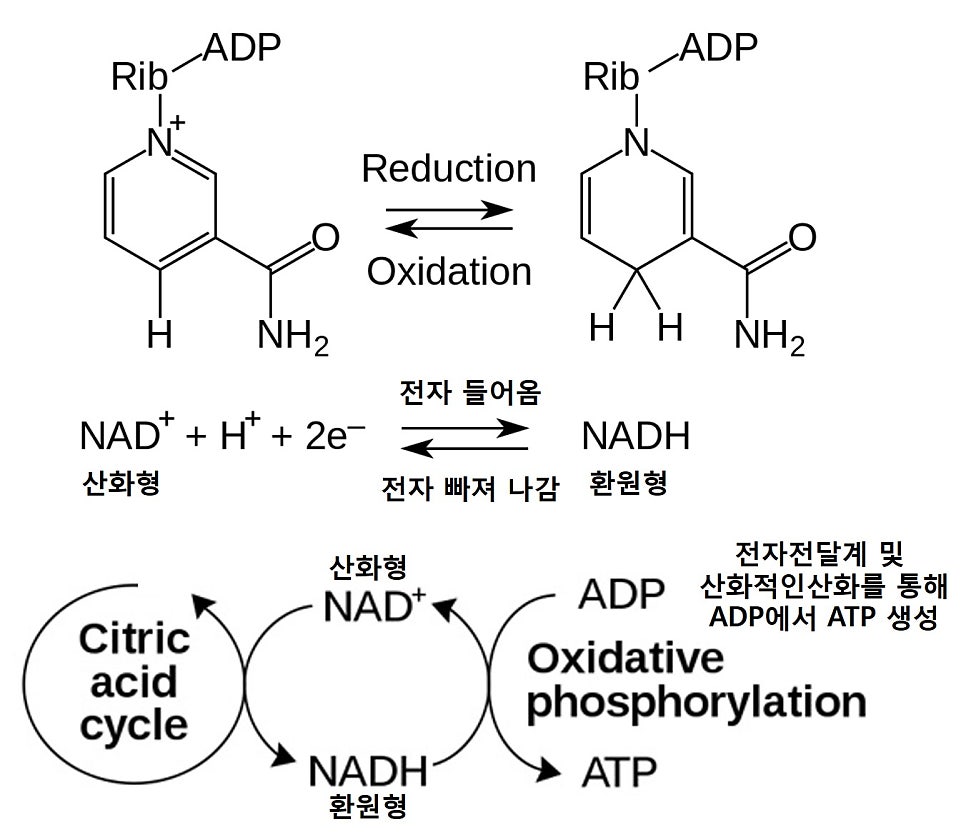 Rib ADP
N+
O
H NH2
Reduction
Oxidation
Rib ADP
N
O
H H NH2
전자 들어옴
NAD+ + H+ + 2e– NADH
산화형 전자 빠져 나감 환원형
전자전달계 및
산화적인산화를 통해
ADP에서 ATP 생성
산화형
NAD+ ADP
Citric
acid
cycle
Oxidative
phosphorylation
NADH ATP
환원형